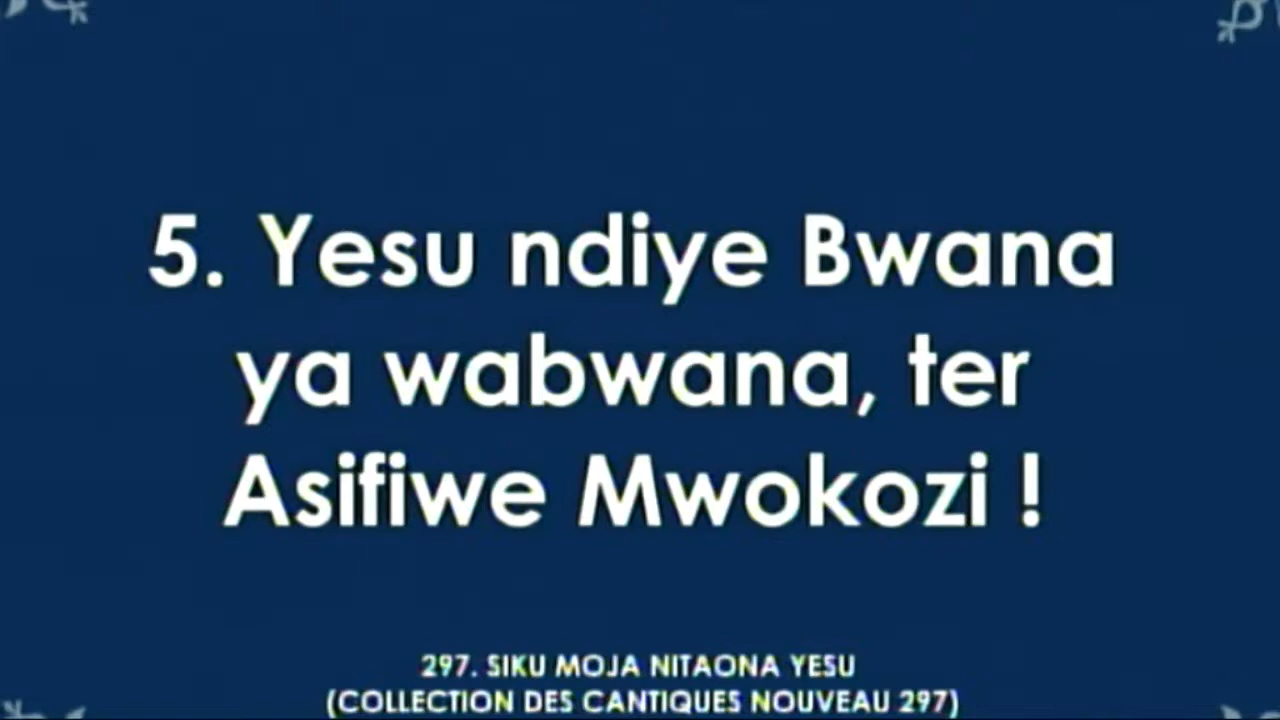 5. Yesu ndiye Bwana
ya wabwana, ter
Asifiwe Mwokozi !
297. SIKU MOJA NITAONA YESU
(COLLECTION DES CANTIQUES NOUVEAU 297)